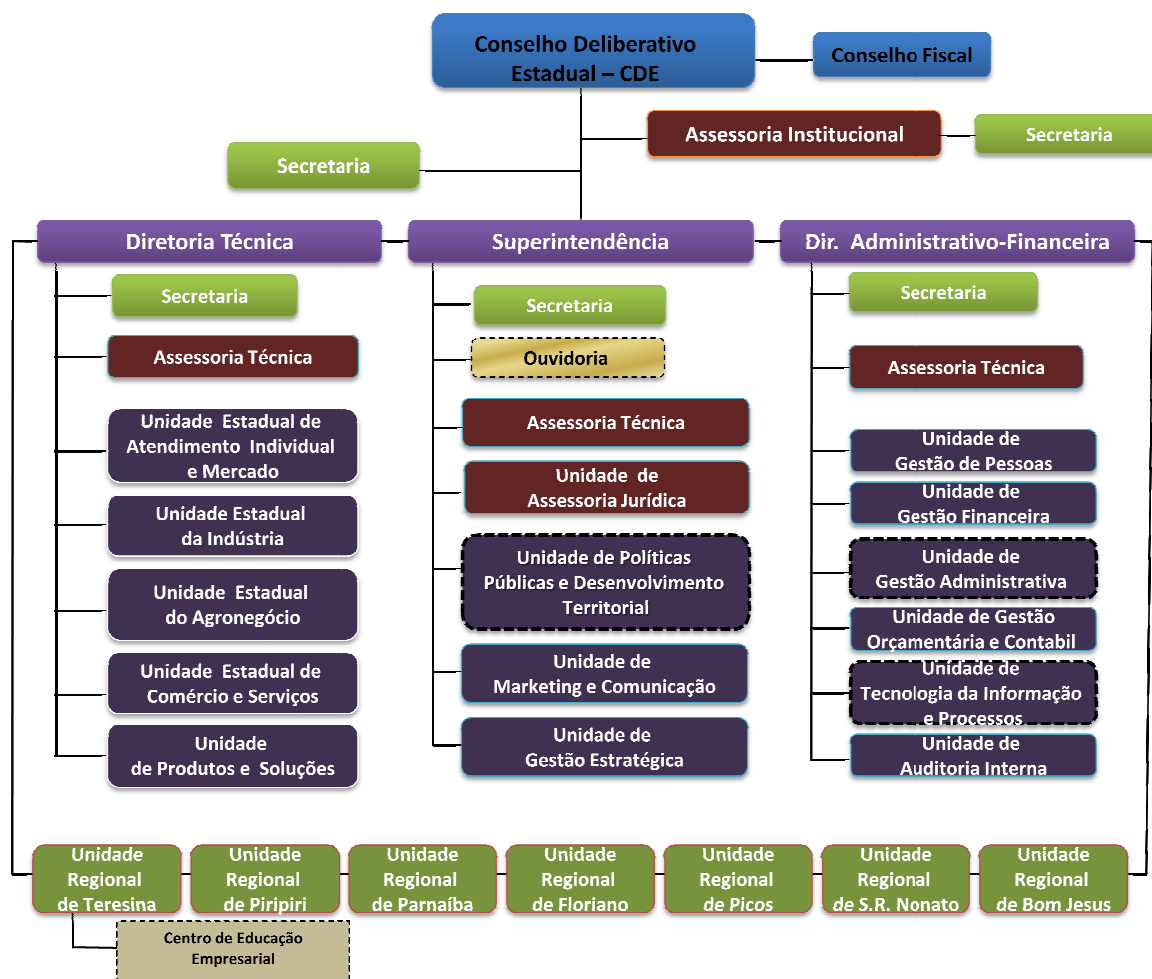 Conselho Deliberativo
Estadual – CDE
Conselho Fiscal
Assessoria Institucional
Secretaria
Secretaria
Diretoria Técnica
Superintendência
Dir. Administrativo-Financeira
Secretaria
Assessoria Técnica
Unidade Estadual de
Atendimento Individual
e Mercado
Unidade Estadual
da Indústria
Unidade Estadual
do Agronegócio
Unidade Estadual de
Comércio e Serviços
Unidade
de Produtos e Soluções
Secretaria
Ouvidoria
Assessoria Técnica
Unidade de
Assessoria Jurídica
Unidade de Políticas
Públicas e Desenvolvimento
Territorial
Unidade de
Marketing e Comunicação
Unidade de
Gestão Estratégica
Secretaria
Assessoria Técnica
Unidade de
Gestão de Pessoas
Unidade de
Gestão Financeira
Unidade de
Gestão Administrativa
Unidade de Gestão
Orçamentária e Contabil
Unidade de
Tecnologia da Informação
e Processos
Unidade de
Auditoria Interna
Unidade
Regional
de Teresina
Unidade
Regional
de Piripiri
Unidade
Regional
de Parnaíba
Unidade
Regional
de Floriano
Unidade
Regional
de Picos
Unidade
Regional
de S.R. Nonato
Unidade
Regional
de Bom Jesus
Centro de Educação
Empresarial